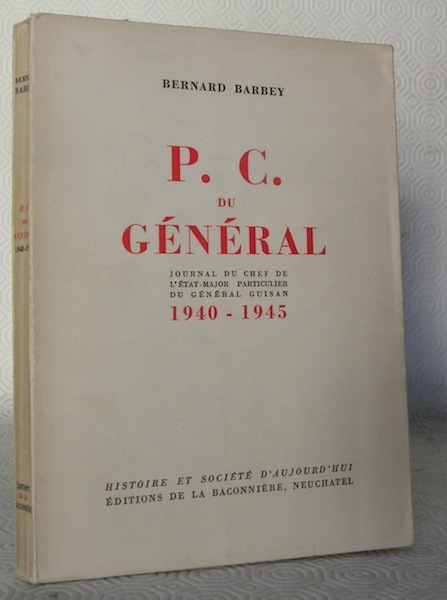 BERNARD BARBEY
P. C.
DU
GÉNÉRAL
JOURNAL DU CHEF DE
L'ÉTAT-MAJOR PARTICULIER
DU GÉNÉRAL GUISAN
1940 - 1945
HISTOIRE ET SOCIÉTÉ D'AUJOURD'HUI
ÉDITIONS DE LA BACONNIÈRE, NEUCHATEL